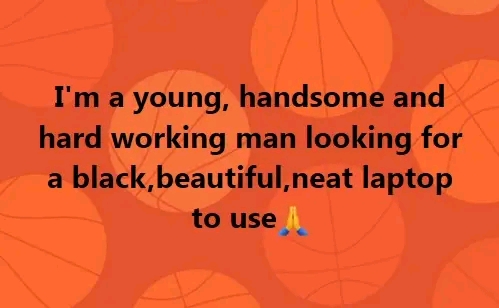 I'm a young, handsome and
hard working man looking for
a black,beautiful,neat laptop
to use🙏